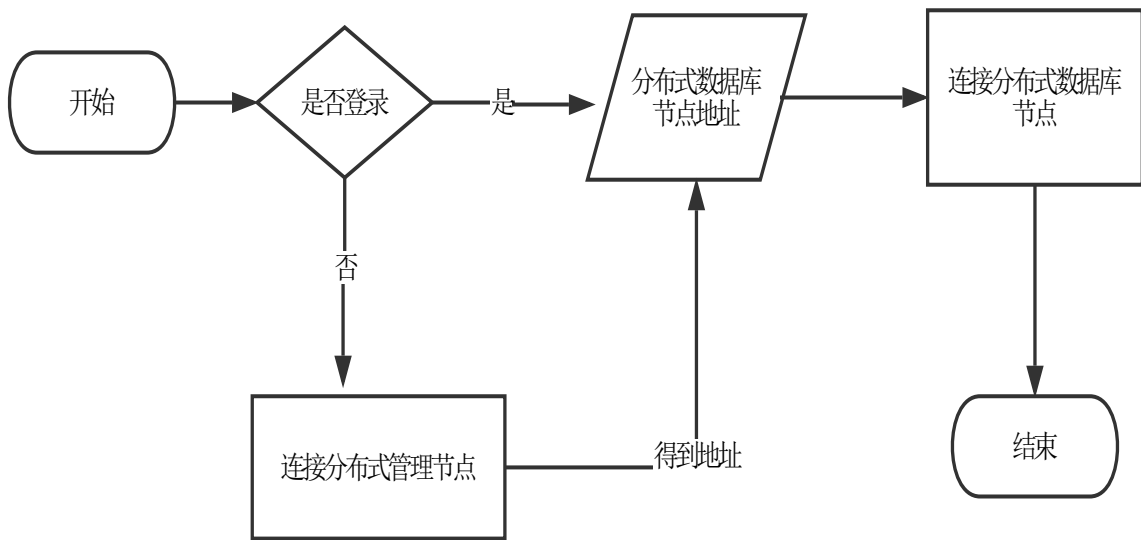 开始
是否登录
是
分布式数据库
节点地址
连接分布式数据库
节点
否
连接分布式管理节点
得到地址
结束